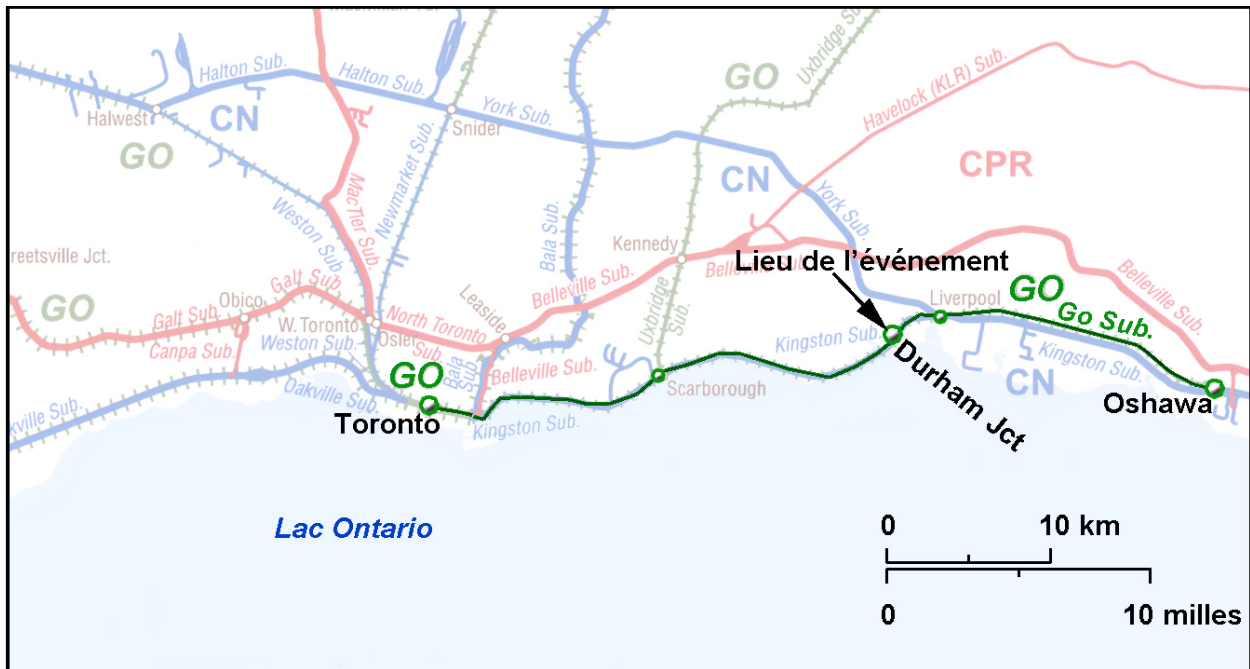 Halton Sub.
Halton Sub.
York Sub.
GO
Uxbridge Sub.
Havelock (KLR) Sub.
Halwest
CN
GO
Snider
CN
CPR
Weston Sub.
MacTier Sub.
Newmarket Sub.
Bala Sub.
York Sub.
reetsville Jct.
Kennedy
Belleville Sub.
Lieu de l'événement
Belleville Sub.
Belleville Sub.
GO
Galt Sub.
Galt Sub.
Obico
Canpa Sub.
W. Toronto
Osler
Weston Sub.
North Toronto
Sub.
Leaside
Uxbridge
Sub.
Liverpool
GO
Go Sub.
Kingston Sub.
Kingston Sub.
CN
Durham Jct
GO
Bala
Sub.
Belleville Sub.
Scarborough
Oakville Sub.
kville Sub.
Toronto
Kingston Sub.
Oshawa
Lac Ontario
0 10 km
0 10 milles